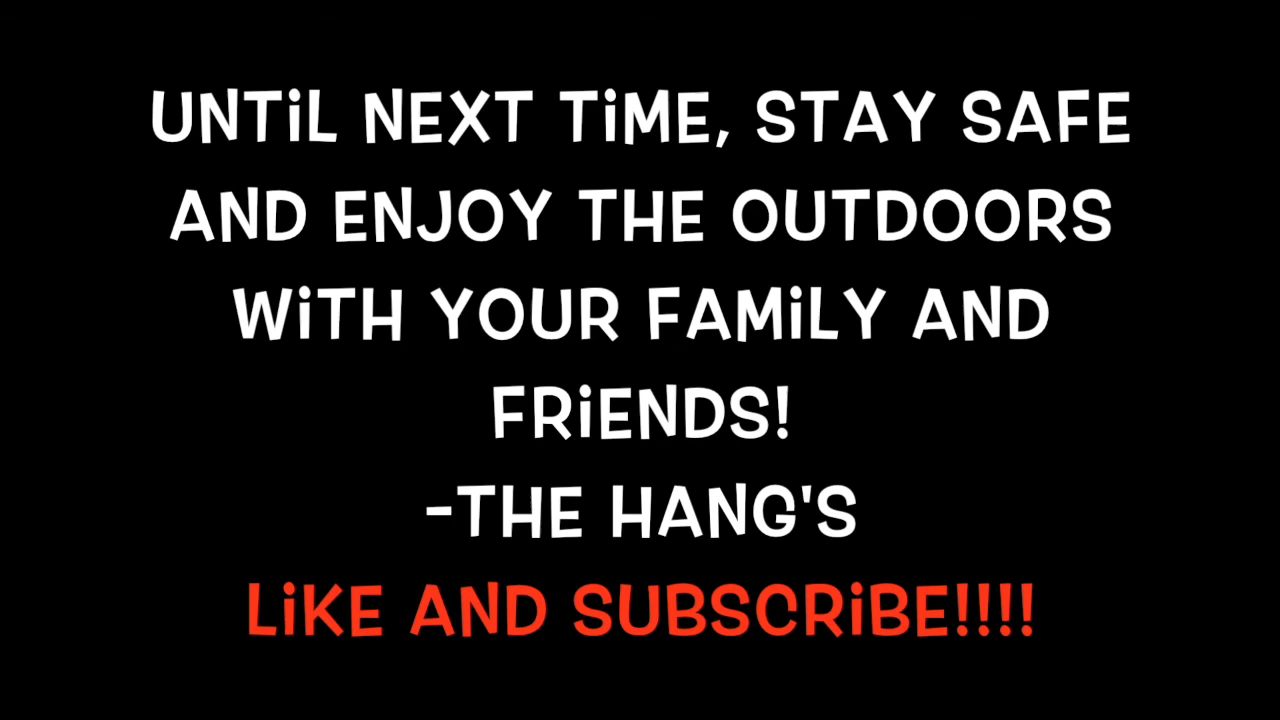 UNTiL NEXT TiME, STAY SAFE
AND ENJOY THE OUTDOORS
WiTH YOUR FAMiLY AND
FRiENDS!
-THE HANG'S
LiKE AND SUBSCRiBE!!!!